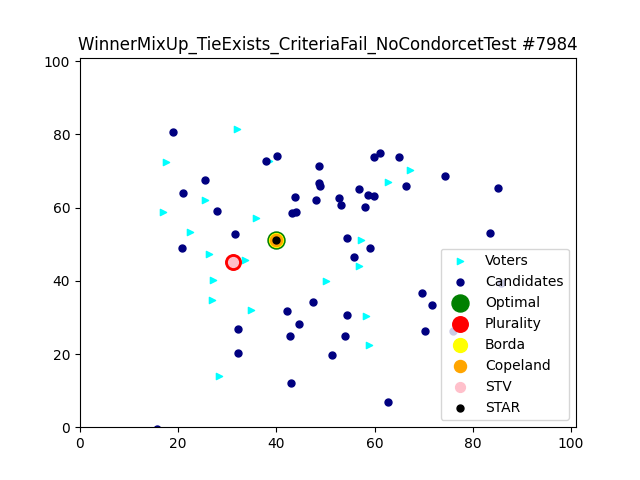 WinnerMixUp_TieExists_CriteriaFail_NoCondorcetTest #7984
100
80
60
40
20
0
0 20 40 60 80 100
Voters
Candidates
Optimal
Plurality
Borda
Copeland
STV
STAR